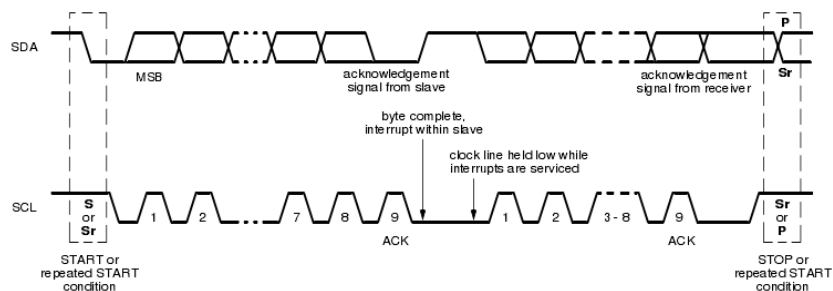 P
SDA
MSB
acknowledgement
signal from slave
acknowledgement
signal from receiver
Sr
byte complete,
interrupt within slave
clock line held low while
interrupts are serviced
SCL
S
or
Sr
1
2
7
8
9
1
2
3 - 8
9
Sr
or
P
ACK
ACK
START or
repeated START
condition
STOP or
repeated START
condition